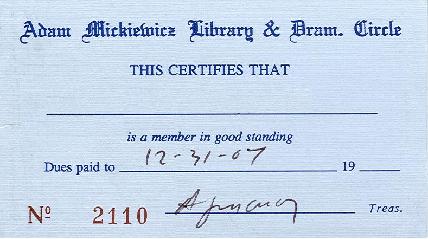 Adam Mickiewicz Library & Dram. Circle
THIS CERTIFIES THAT
is a member in good standing
Dues paid to 12-31-07 19
Nº 2110 Treas.